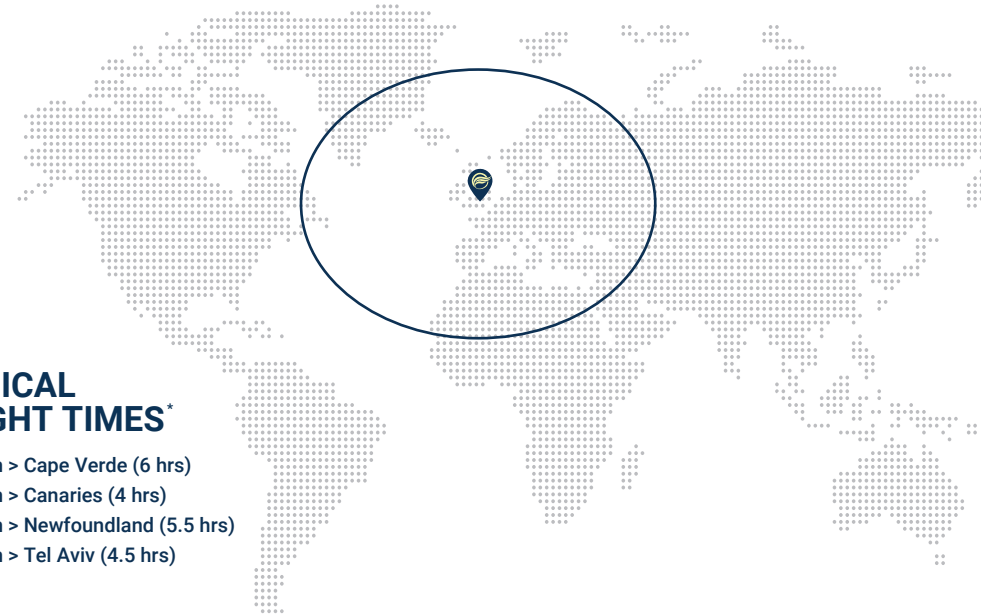 ICAL
GHT TIMES*
> Cape Verde (6 hrs)
> Canaries (4 hrs)
> Newfoundland (5.5 hrs)
> Tel Aviv (4.5 hrs)